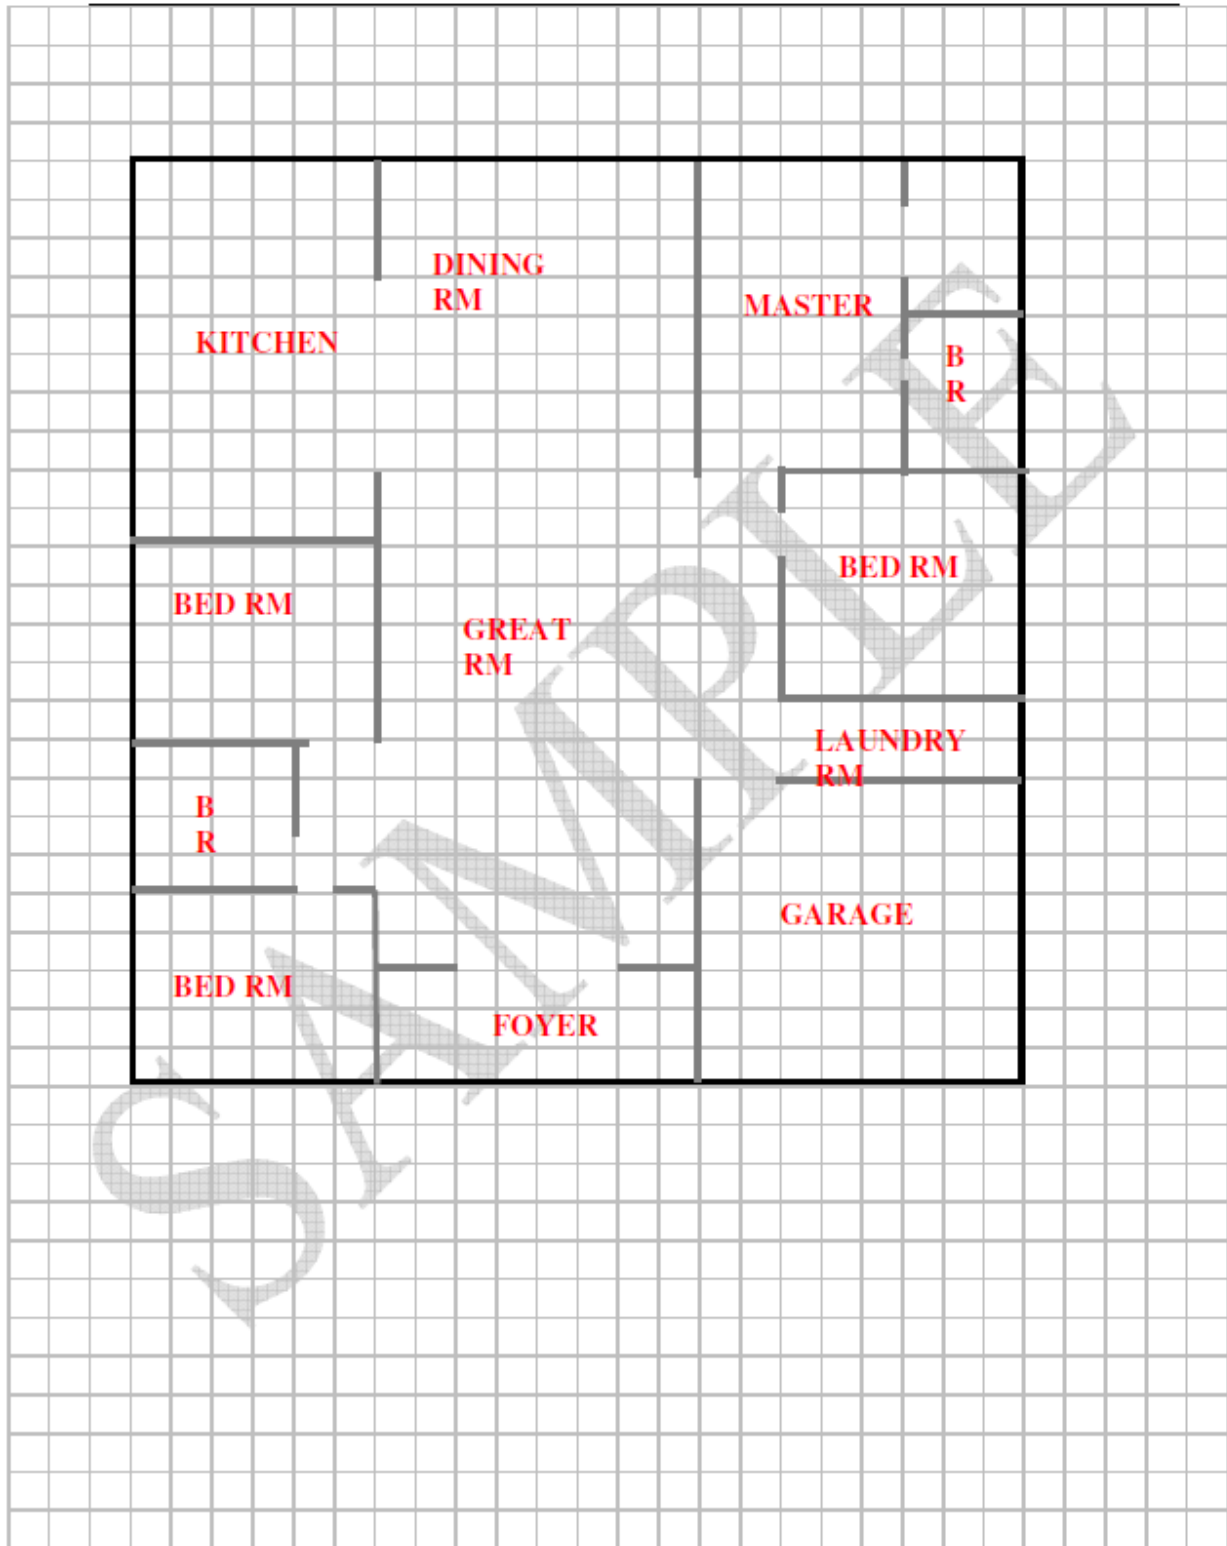 DINING
RM
MASTER
KITCHEN
B
R
BED RM
BED RM
GREAT
RM
LAUNDRY
RM
B
R
GARAGE
BED RM
FOYER
SAMPLE